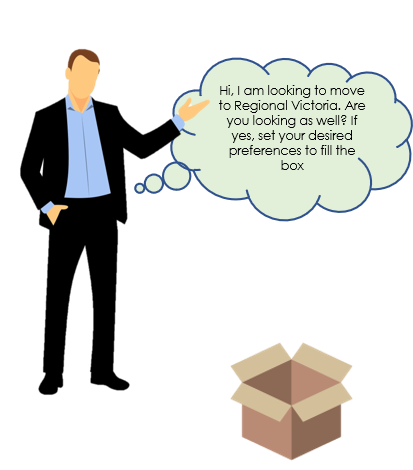 Hi, I am looking to move
to Regional Victoria. Are
you looking as well? If
yes, set your desired
preferences to fill the
box